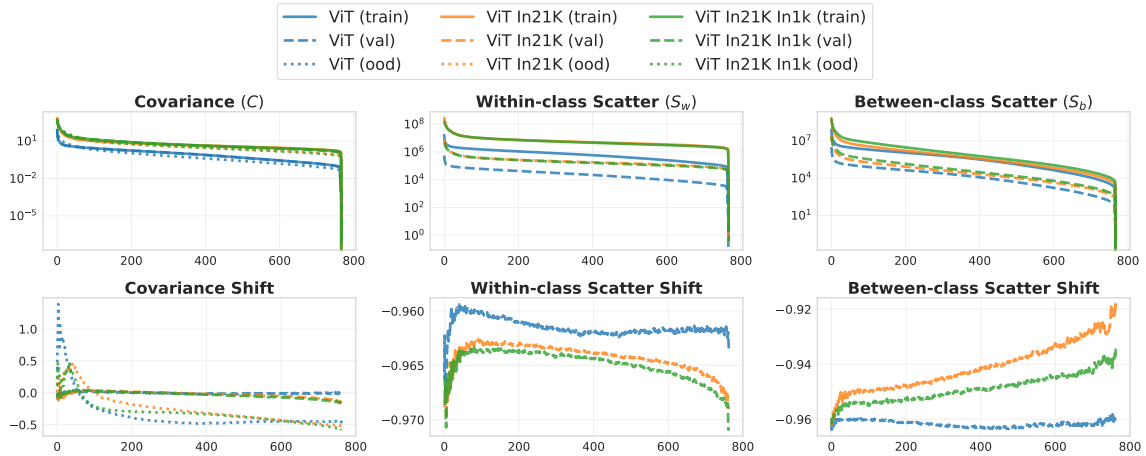 ViT (train) ViT In21K (train) ViT In21K In1k (train)
ViT (val) ViT In21K (val) ViT In21K In1k (val)
ViT (ood) ViT In21K (ood) ViT In21K In1k (ood)
Covariance (C) Within-class Scatter (S_w) Between-class Scatter (S_b)
10^1
10^−2
10^−5
0 200 400 600 800
10^8
10^6
10^4
10^2
10^0
0 200 400 600 800
10^7
10^4
10^1
0 200 400 600 800
Covariance Shift Within-class Scatter Shift Between-class Scatter Shift
1.0
0.5
0.0
−0.5
0 200 400 600 800
−0.960
−0.965
−0.970
0 200 400 600 800
−0.92
−0.94
−0.96
0 200 400 600 800